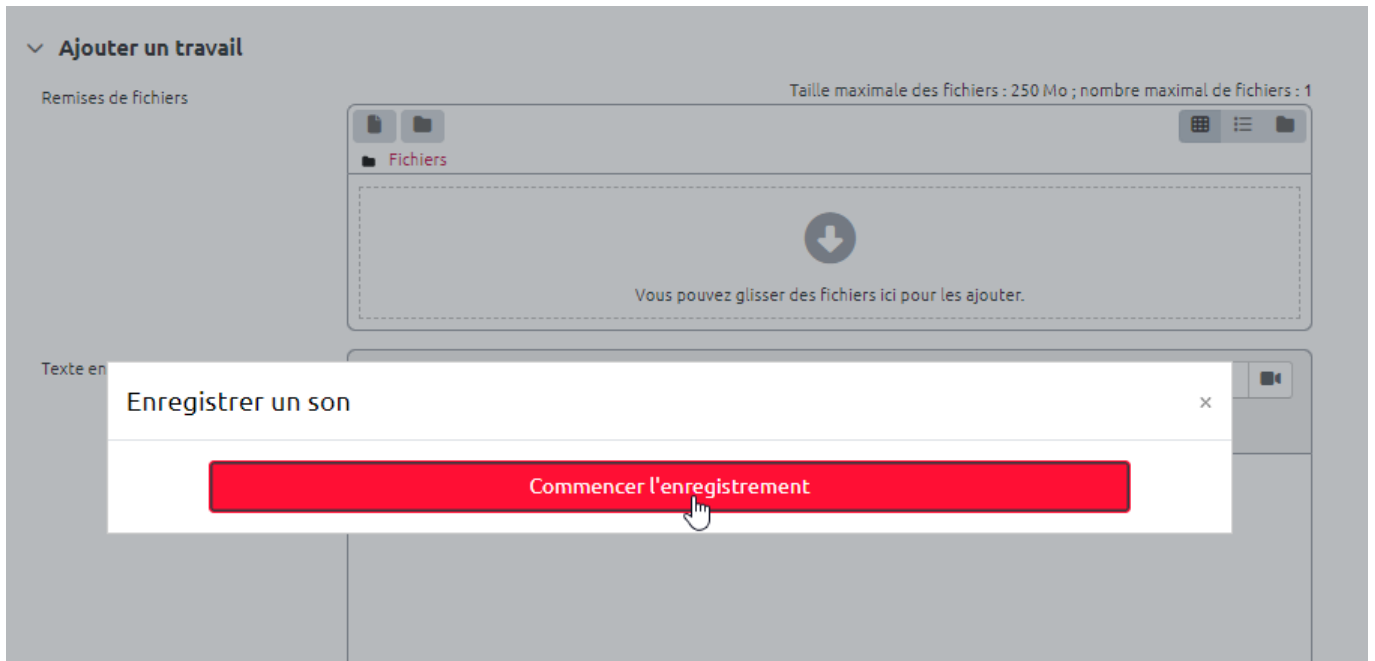 Ajouter un travail
Remises de fichiers
Taille maximale des fichiers : 250 Mo ; nombre maximal de fichiers : 1
Fichiers
Vous pouvez glisser des fichiers ici pour les ajouter.
Texte en
Enregistrer un son
×
Commencer l'enregistrement